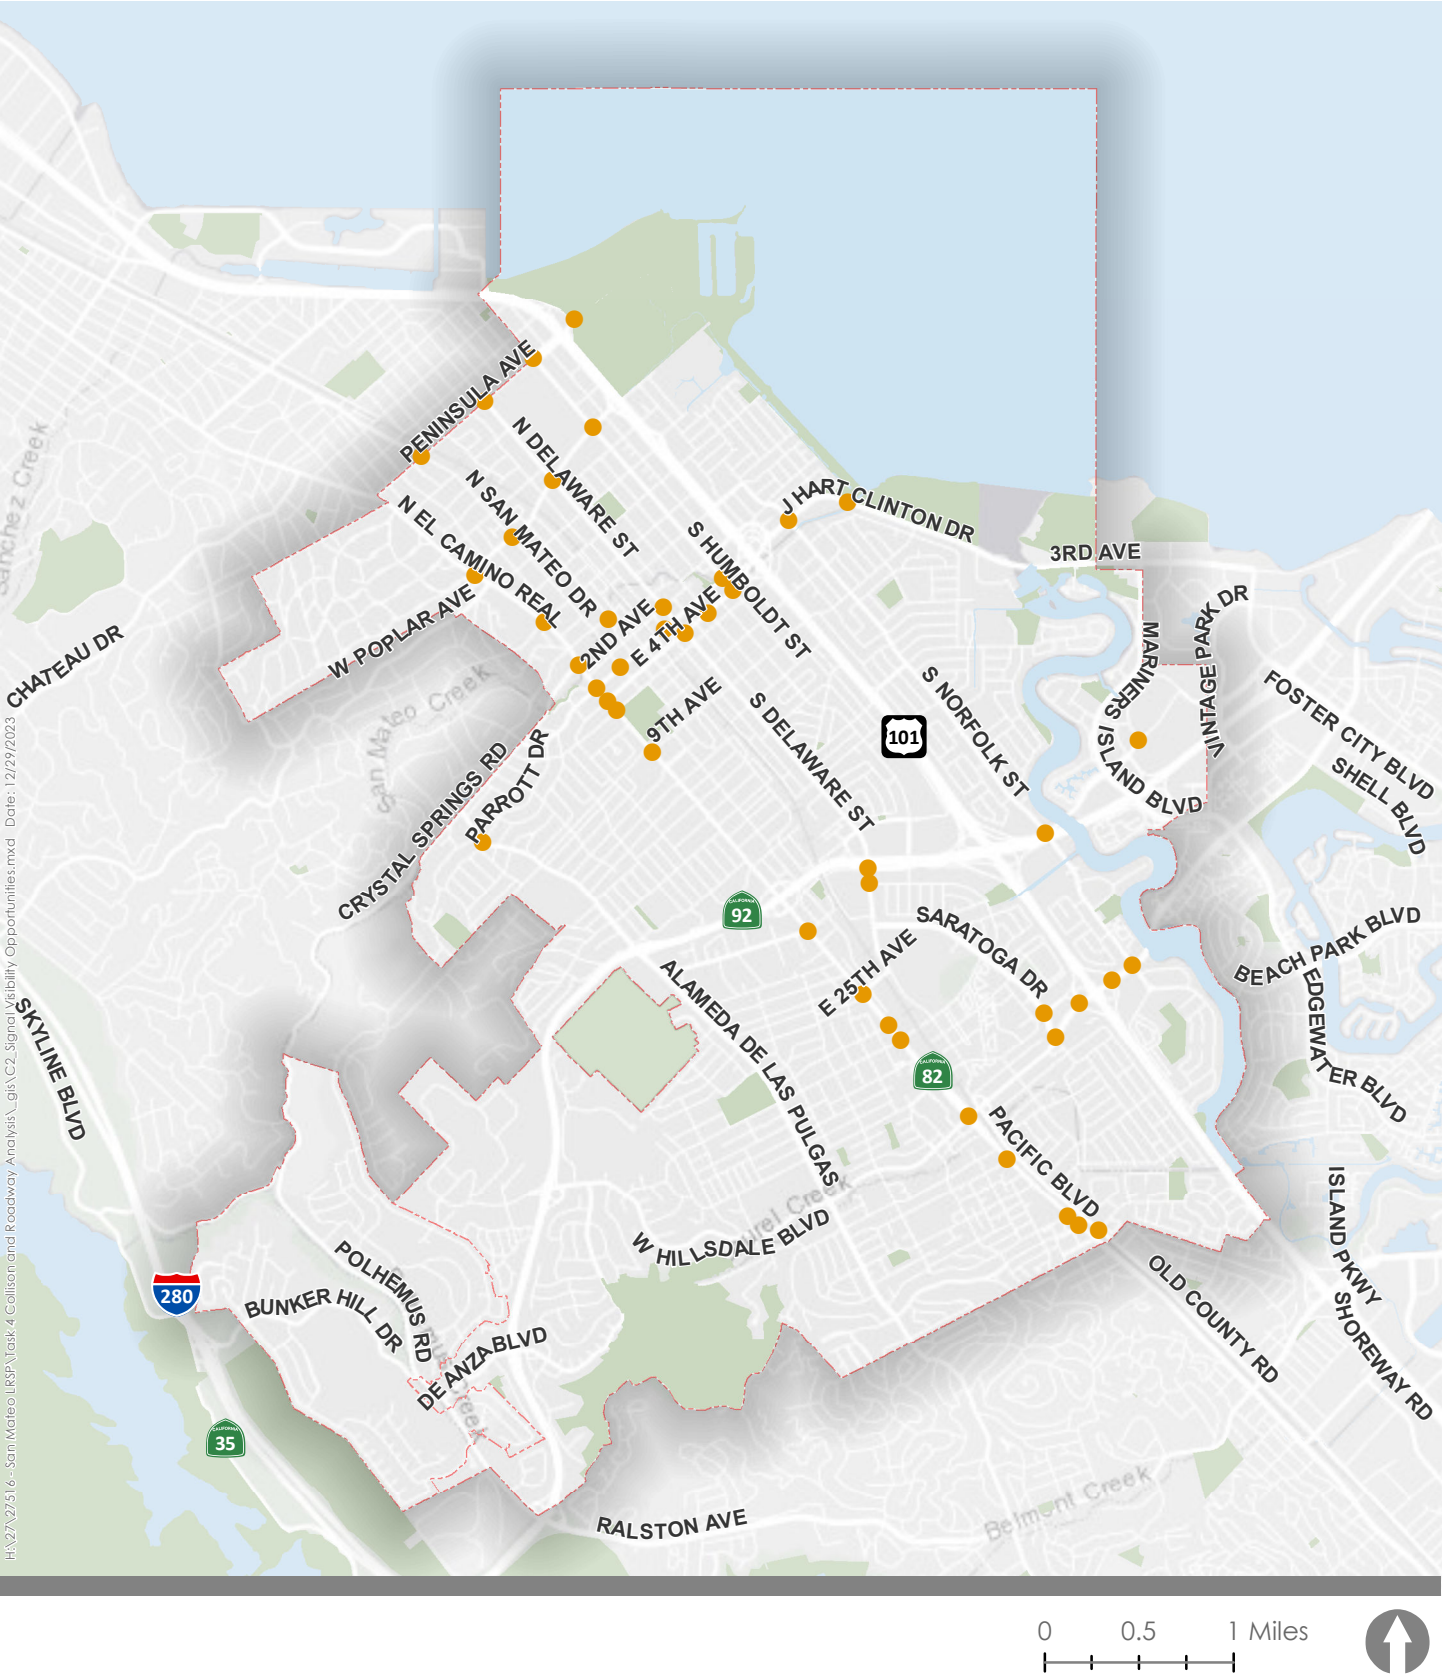 PENINSULA AVE
N DELAWARE ST
N SAN MATEO DR
N EL CAMINO REAL
J HART CLINTON DR
S HUMBOLDT ST
3RD AVE
W POPLAR AVE
2ND AVE
E 4TH AVE
CHATEAU DR
San Mateo Creek
9TH AVE
S DELAWARE ST
101
S NORFOLK ST
MARINERS ISLAND BLVD
VINTAGE PARK DR
FOSTER CITY BLVD
SHELL BLVD
CRYSTAL SPRINGS RD
PARROTT DR
CALIFORNIA
92
SARATOGA DR
E 25TH AVE
BEACH PARK BLVD
EDGEWATER BLVD
ALAMEDA DE LAS PULGAS
SKYLINE BLVD
CALIFORNIA
82
PACIFIC BLVD
W HILLSDALE BLVD
ISLAND PKWY
SHOREWAY RD
OLD COUNTY RD
POLHEMUS RD
BUNKER HILL DR
DE ANZA BLVD
280
CALIFORNIA
35
RALSTON AVE
Belmont Creek
H:\27\27516 - San Mateo LRSP\Task 4 Collision and Roadway Analysis\_gis\C2_Signal Visibility Opportunities.mxd Date: 12/29/2023
0 0.5 1 Miles